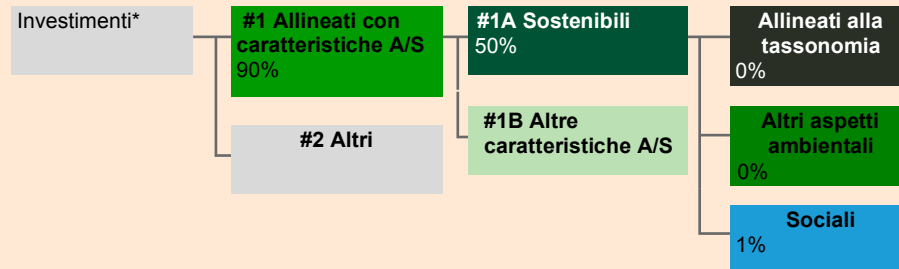 Investimenti*
#1 Allineati con
caratteristiche A/S
90%
#2 Altri
#1A Sostenibili
50%
#1B Altre
caratteristiche A/S
Allineati alla
tassonomia
0%
Altri aspetti
ambientali
0%
Sociali
1%